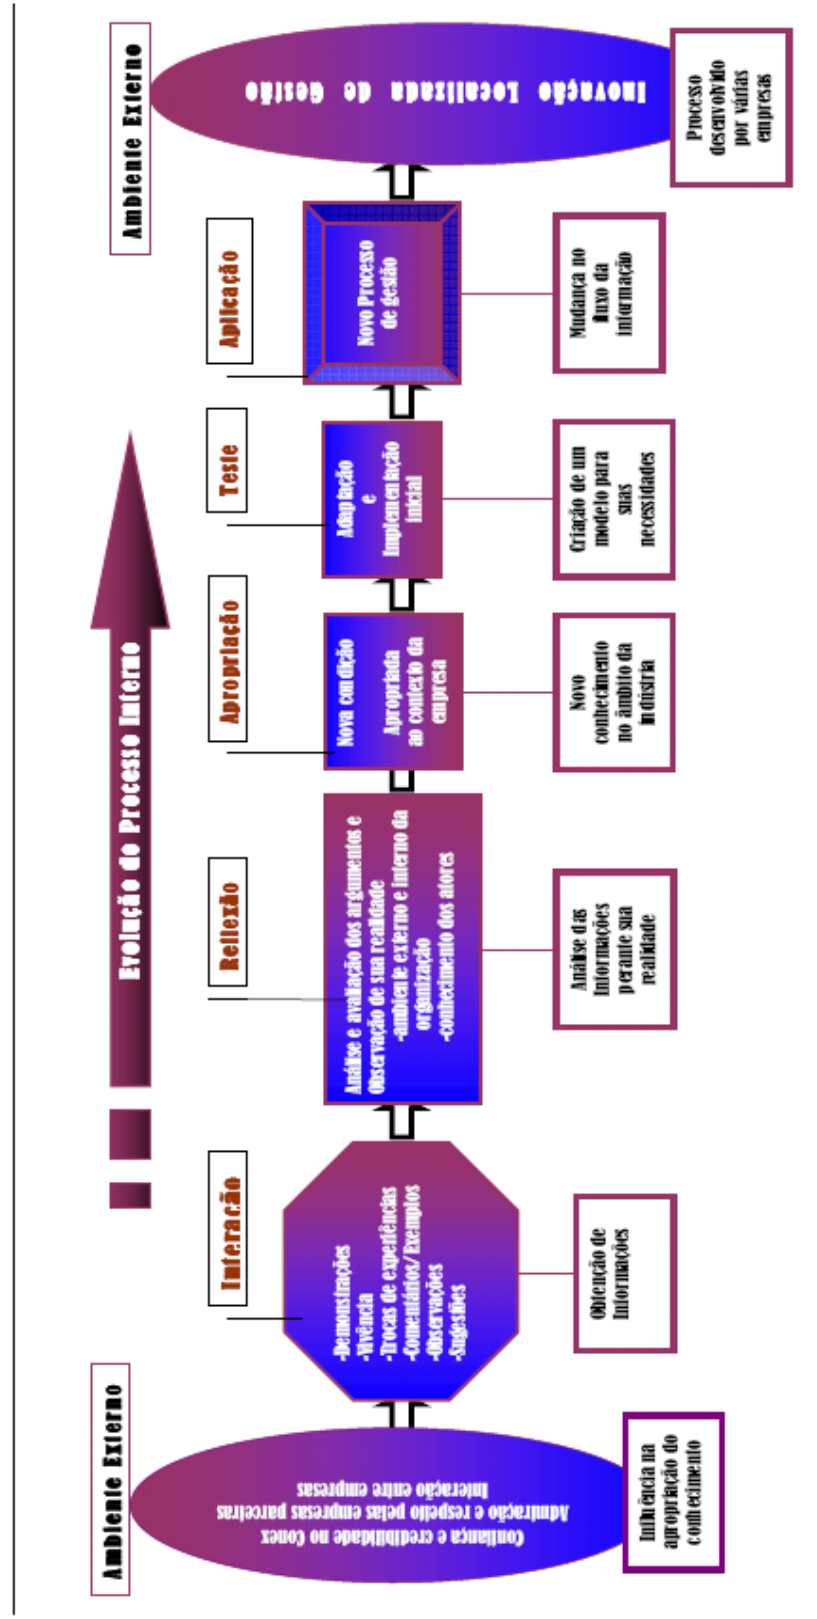 Ambiente Externo
Confiança e credibilidade no Conex
Admiração e respeito pelas empresas parceiras
Interação entre empresas
Influência na
apropriação do
conhecimento
Evolução do Processo Interno
Interação
-Demonstrações
-Vivência
-Trocas de experiências
-Comentários/Exemplos
-Observações
-Sugestões
Obtenção de
Informações
Reflexão
Análise e avaliação dos argumentos e
Observação de sua realidade
-ambiente externo e interno da
organização
-conhecimento dos atores
Análise das
Informações
perante sua
realidade
Apropriação
Nova condição
Apropriada
ao contexto da
empresa
Novo
conhecimento
no âmbito da
indústria
Teste
Adaptação
e
Implementação
inicial
Criação de um
modelo para
suas
necessidades
Aplicação
Novo Processo
de gestão
Mudança no
fluxo da
informação
Ambiente Externo
Inovação Localizada de Gestão
Processo
desenvolvido
por várias
empresas